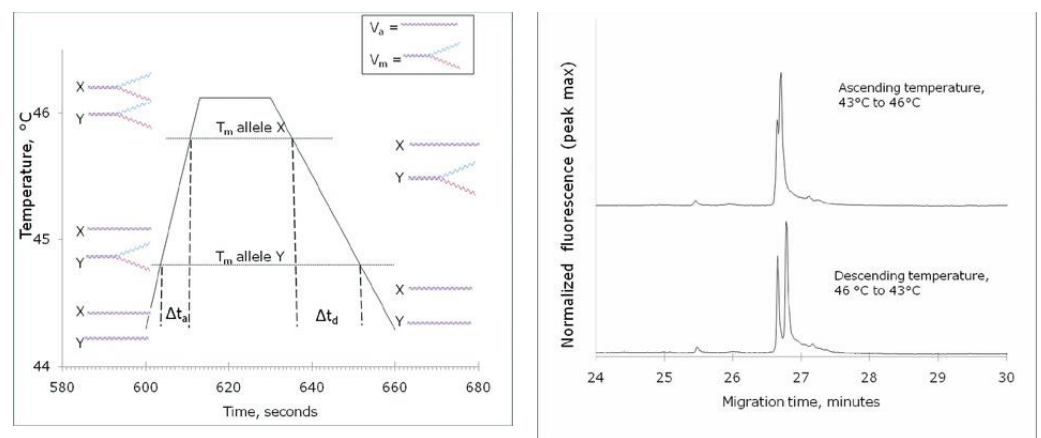 Vₐ =
Vₘ =
X
Y
46
Tₘ allele X
X
Y
Temperature, °C
X
Y
45
Tₘ allele Y
X
Y
Δtₐ
Δt_d
X
Y
44
580 600 620 640 660 680
Time, seconds
Normalized fluorescence (peak max)
Ascending temperature,
43°C to 46°C
Descending temperature,
46 °C to 43°C
24 25 26 27 28 29 30
Migration time, minutes